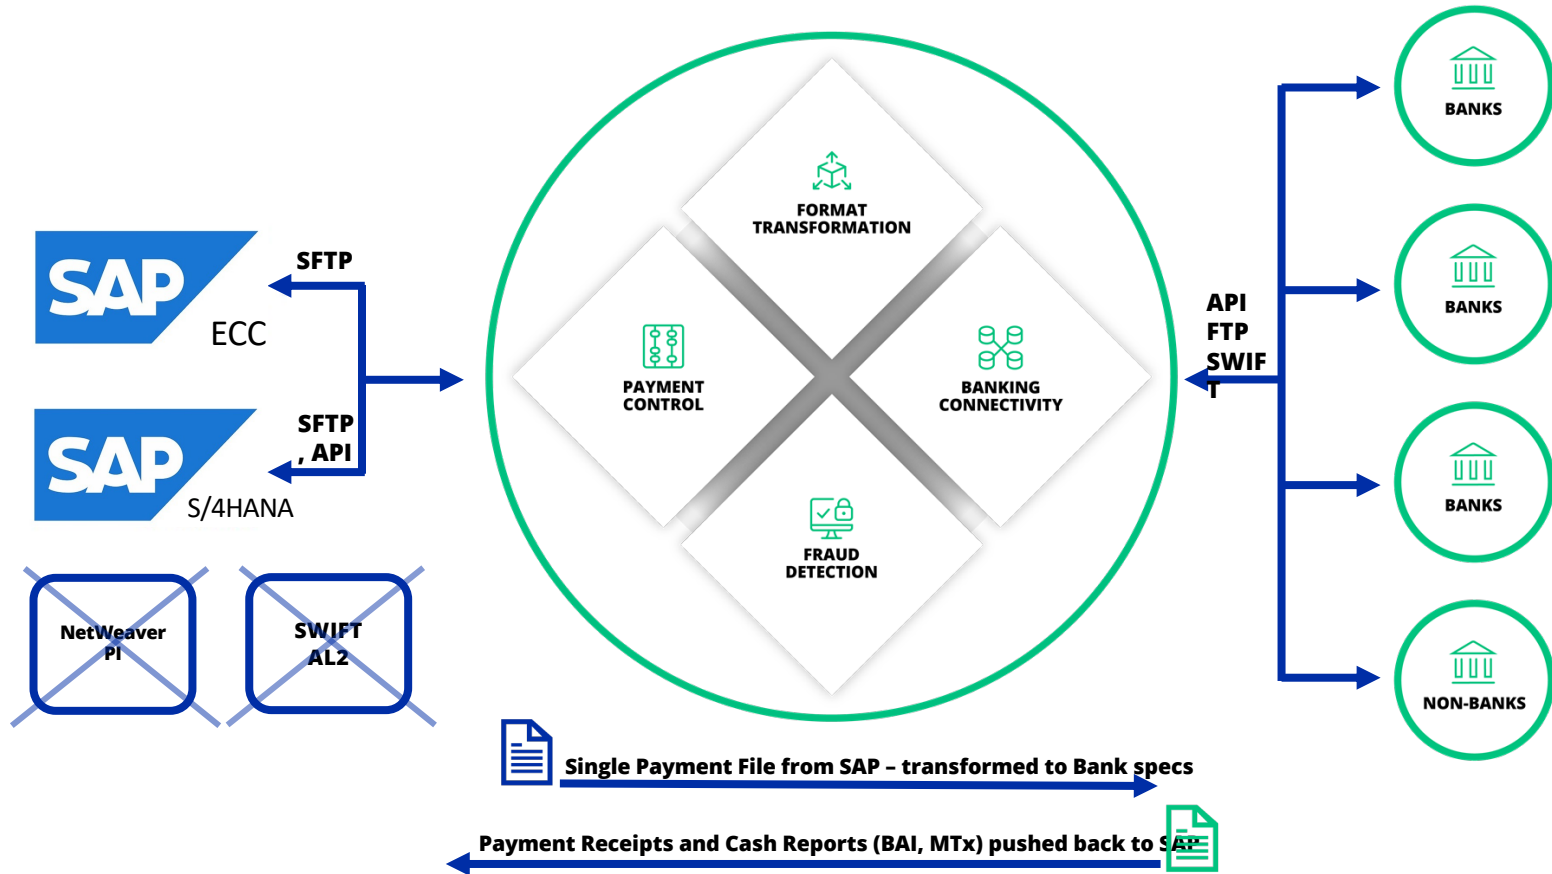 SAP
ECC
SFTP
SAP
S/4HANA
SFTP
, API
NetWeaver
PI
SWIFT
AL2
FORMAT
TRANSFORMATION
PAYMENT
CONTROL
BANKING
CONNECTIVITY
FRAUD
DETECTION
API
FTP
SWIF
T
BANKS
BANKS
BANKS
NON-BANKS
Single Payment File from SAP – transformed to Bank specs
Payment Receipts and Cash Reports (BAI, MTx) pushed back to SAP